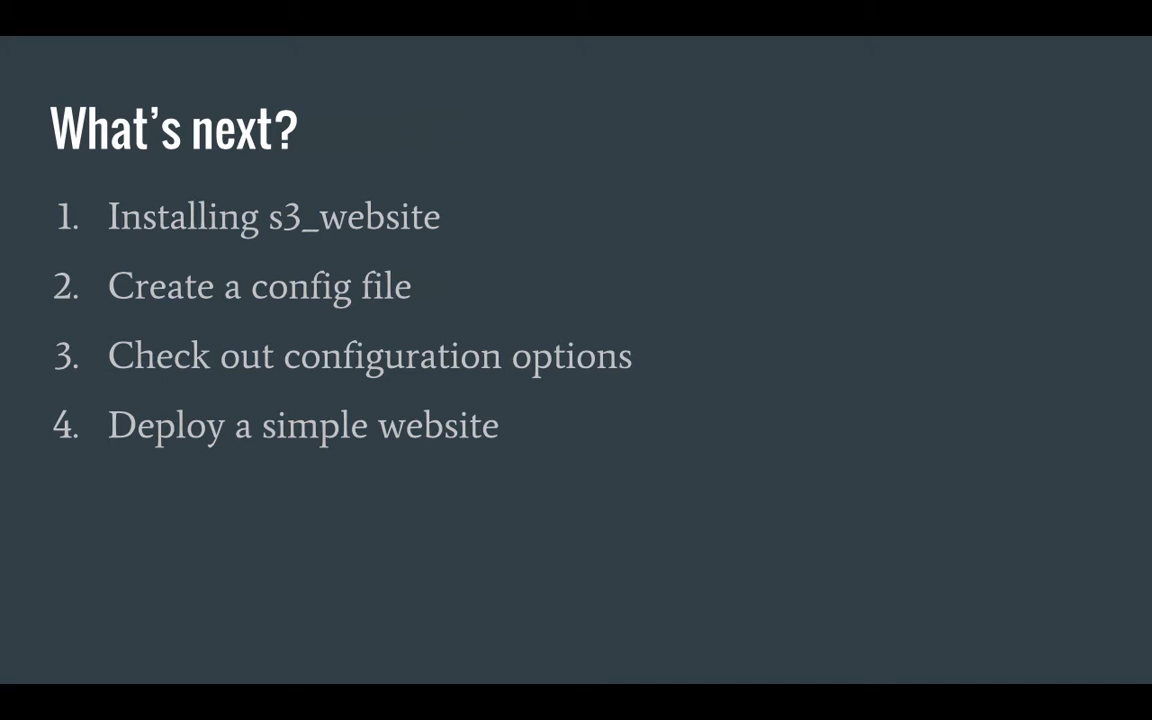 What's next?
1. Installing s3_website
2. Create a config file
3. Check out configuration options
4. Deploy a simple website